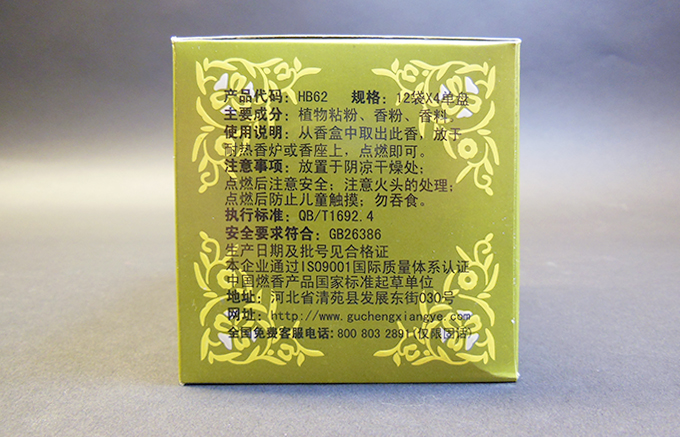 产品代码：HB62 规格：12袋X4单盘
主要成分：植物粘粉、香粉、香料。
使用说明：从香盒中取出此香，放于
耐热香炉或香座上，点燃即可。
注意事项：放置于阴凉干燥处；
点燃后注意安全；注意火头的处理；
点燃后防止儿童触摸；勿吞食。
执行标准：QB/T1692.4
安全要求符合：GB26386
生产日期及批号见合格证
本企业通过ISO9001国际质量体系认证
中国燃香产品国家标准起草单位
地址：河北省清苑县发展东街030号
网址：http://www.guchengxiangye.com
全国免费客服电话：800 803 2891(仅限固话)